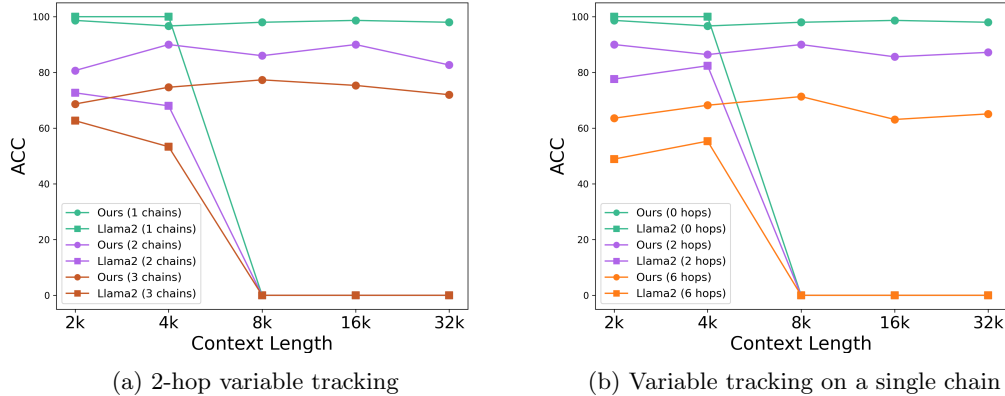 ACC
100
80
60
40
20
0
Ours (1 chains)
Llama2 (1 chains)
Ours (2 chains)
Llama2 (2 chains)
Ours (3 chains)
Llama2 (3 chains)
2k 4k 8k 16k 32k
Context Length
(a) 2-hop variable tracking
ACC
100
80
60
40
20
0
Ours (0 hops)
Llama2 (0 hops)
Ours (2 hops)
Llama2 (2 hops)
Ours (6 hops)
Llama2 (6 hops)
2k 4k 8k 16k 32k
Context Length
(b) Variable tracking on a single chain